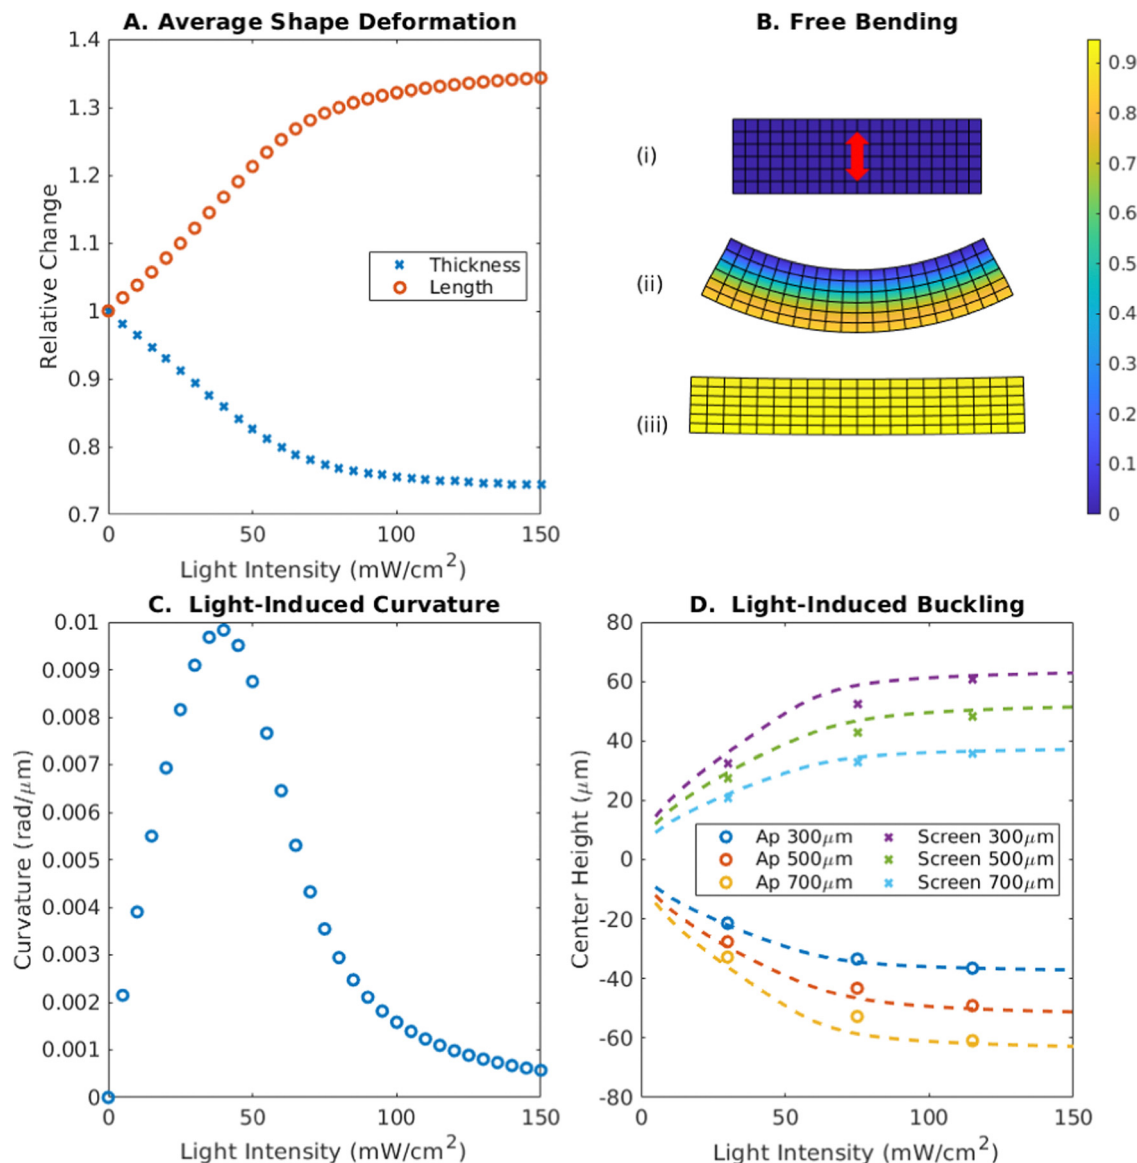 A. Average Shape Deformation
1.4
1.3
1.2
1.1
1
0.9
0.8
0.7
Relative Change
Thickness
Length
0
50
100
150
Light Intensity (mW/cm²)
B. Free Bending
(i)
(ii)
(iii)
0.9
0.8
0.7
0.6
0.5
0.4
0.3
0.2
0.1
0
C. Light-Induced Curvature
0.01
0.009
0.008
0.007
0.006
0.005
0.004
0.003
0.002
0.001
0
Curvature (rad/μm)
0
50
100
150
Light Intensity (mW/cm²)
D. Light-Induced Buckling
80
60
40
20
0
-20
-40
-60
-80
Center Height (μm)
Ap 300μm
Screen 300μm
Ap 500μm
Screen 500μm
Ap 700μm
Screen 700μm
0
50
100
150
Light Intensity (mW/cm²)